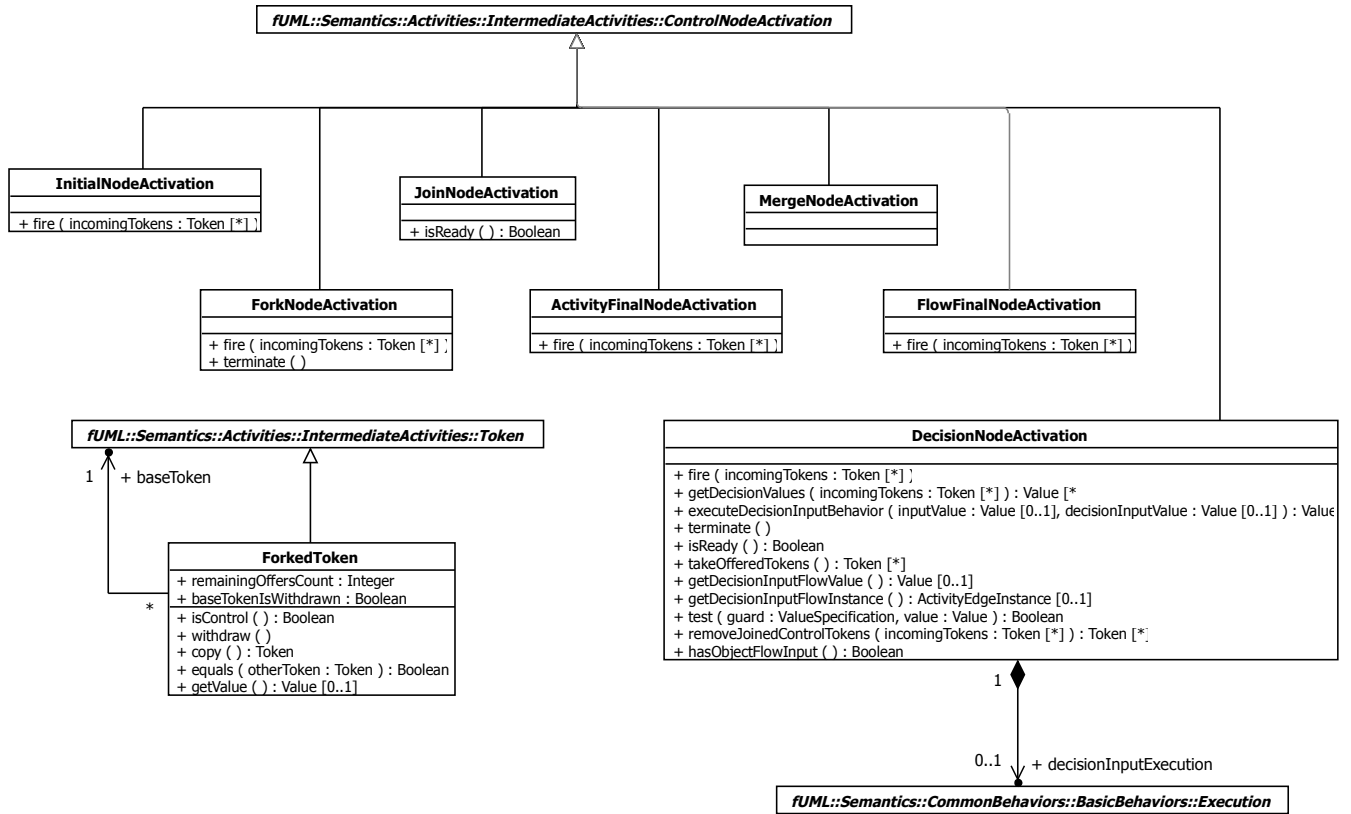 fUML::Semantics::Activities::IntermediateActivities::ControlNodeActivation
InitialNodeActivation
+ fire ( incomingTokens : Token [*] )
JoinNodeActivation
+ isReady ( ) : Boolean
MergeNodeActivation
ForkNodeActivation
+ fire ( incomingTokens : Token [*] )
+ terminate ( )
ActivityFinalNodeActivation
+ fire ( incomingTokens : Token [*] )
FlowFinalNodeActivation
+ fire ( incomingTokens : Token [*] )
fUML::Semantics::Activities::IntermediateActivities::Token
1
+ baseToken
*
ForkedToken
+ remainingOffersCount : Integer
+ baseTokenIsWithdrawn : Boolean
+ isControl ( ) : Boolean
+ withdraw ( )
+ copy ( ) : Token
+ equals ( otherToken : Token ) : Boolean
+ getValue ( ) : Value [0..1]
DecisionNodeActivation
+ fire ( incomingTokens : Token [*] )
+ getDecisionValues ( incomingTokens : Token [*] ) : Value [*
+ executeDecisionInputBehavior ( inputValue : Value [0..1], decisionInputValue : Value [0..1] ) : Value
+ terminate ( )
+ isReady ( ) : Boolean
+ takeOfferedTokens ( ) : Token [*]
+ getDecisionInputFlowValue ( ) : Value [0..1]
+ getDecisionInputFlowInstance ( ) : ActivityEdgeInstance [0..1]
+ test ( guard : ValueSpecification, value : Value ) : Boolean
+ removeJoinedControlTokens ( incomingTokens : Token [*] ) : Token [*]
+ hasObjectFlowInput ( ) : Boolean
1
0..1
+ decisionInputExecution
fUML::Semantics::CommonBehaviors::BasicBehaviors::Execution